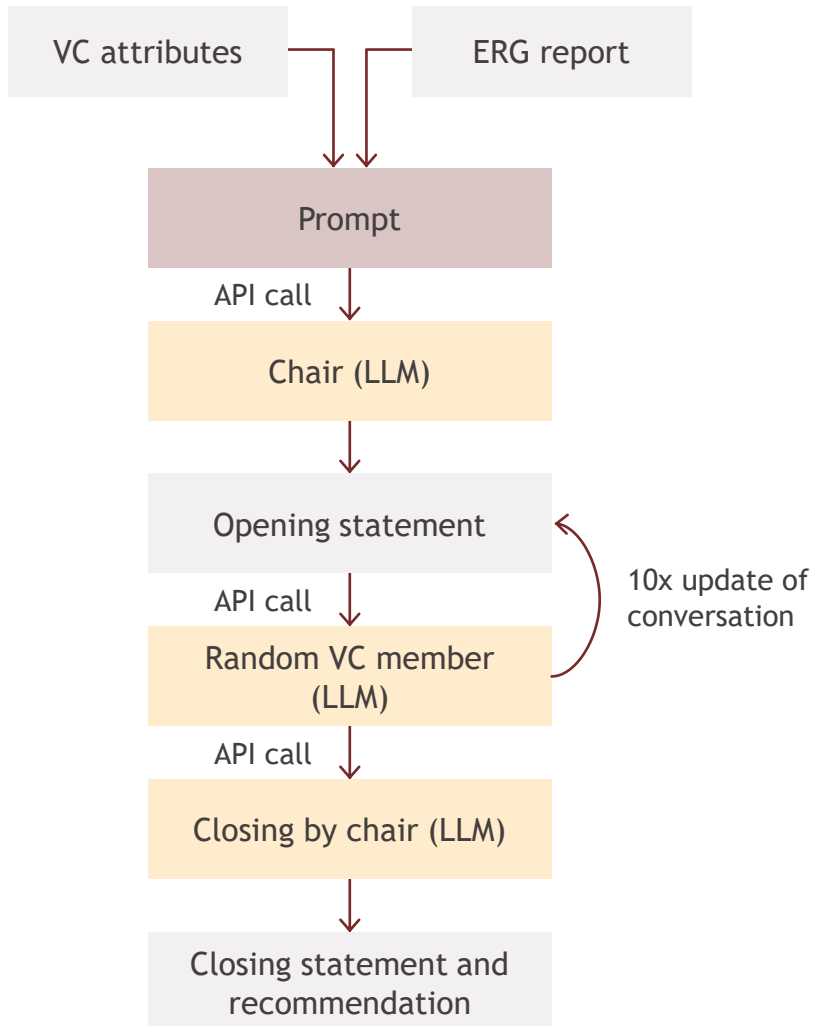 VC attributes
ERG report
Prompt
API call
Chair (LLM)
Opening statement
API call
10x update of
conversation
Random VC member
(LLM)
API call
Closing by chair (LLM)
Closing statement and
recommendation